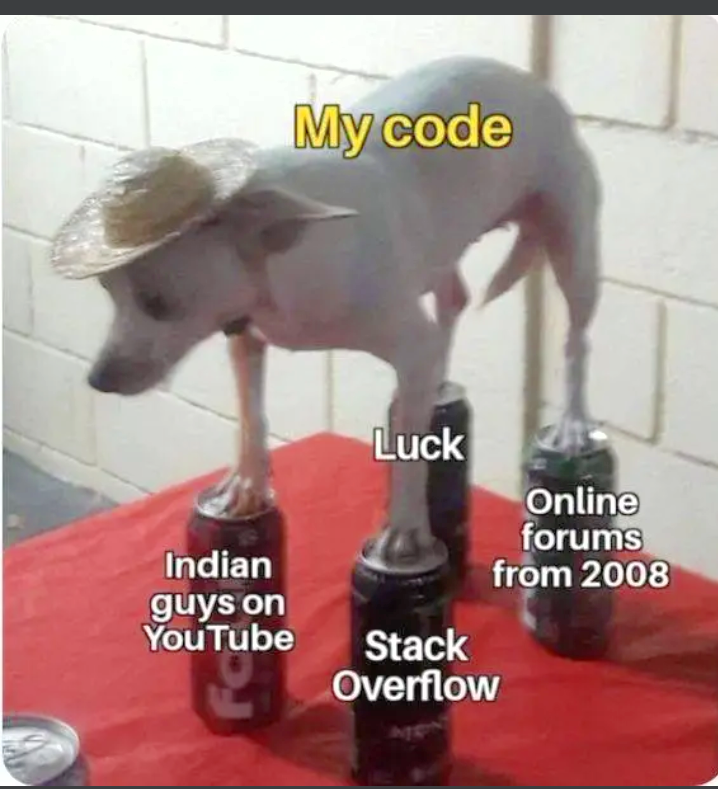 My code
Luck
Online
forums
from 2008
Indian
guys on
YouTube
Stack
Overflow